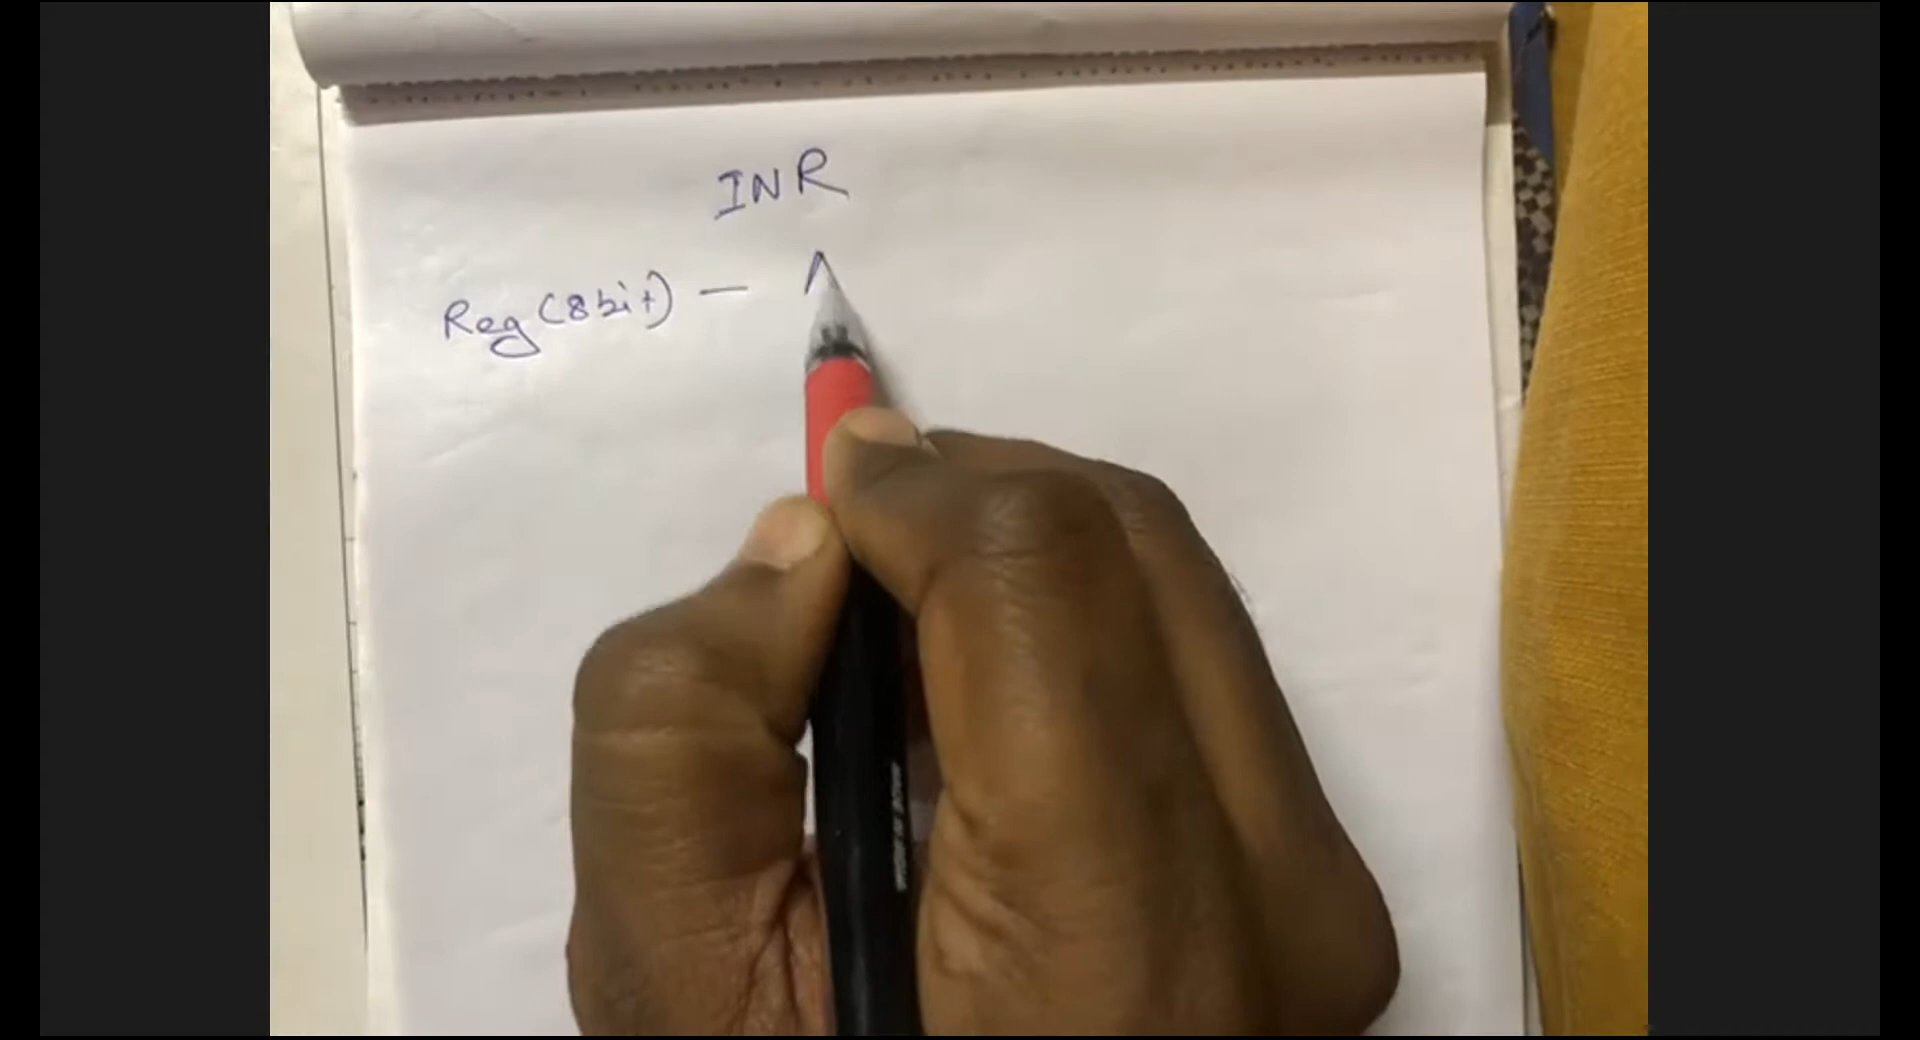 INR
Reg (8 bit) — A